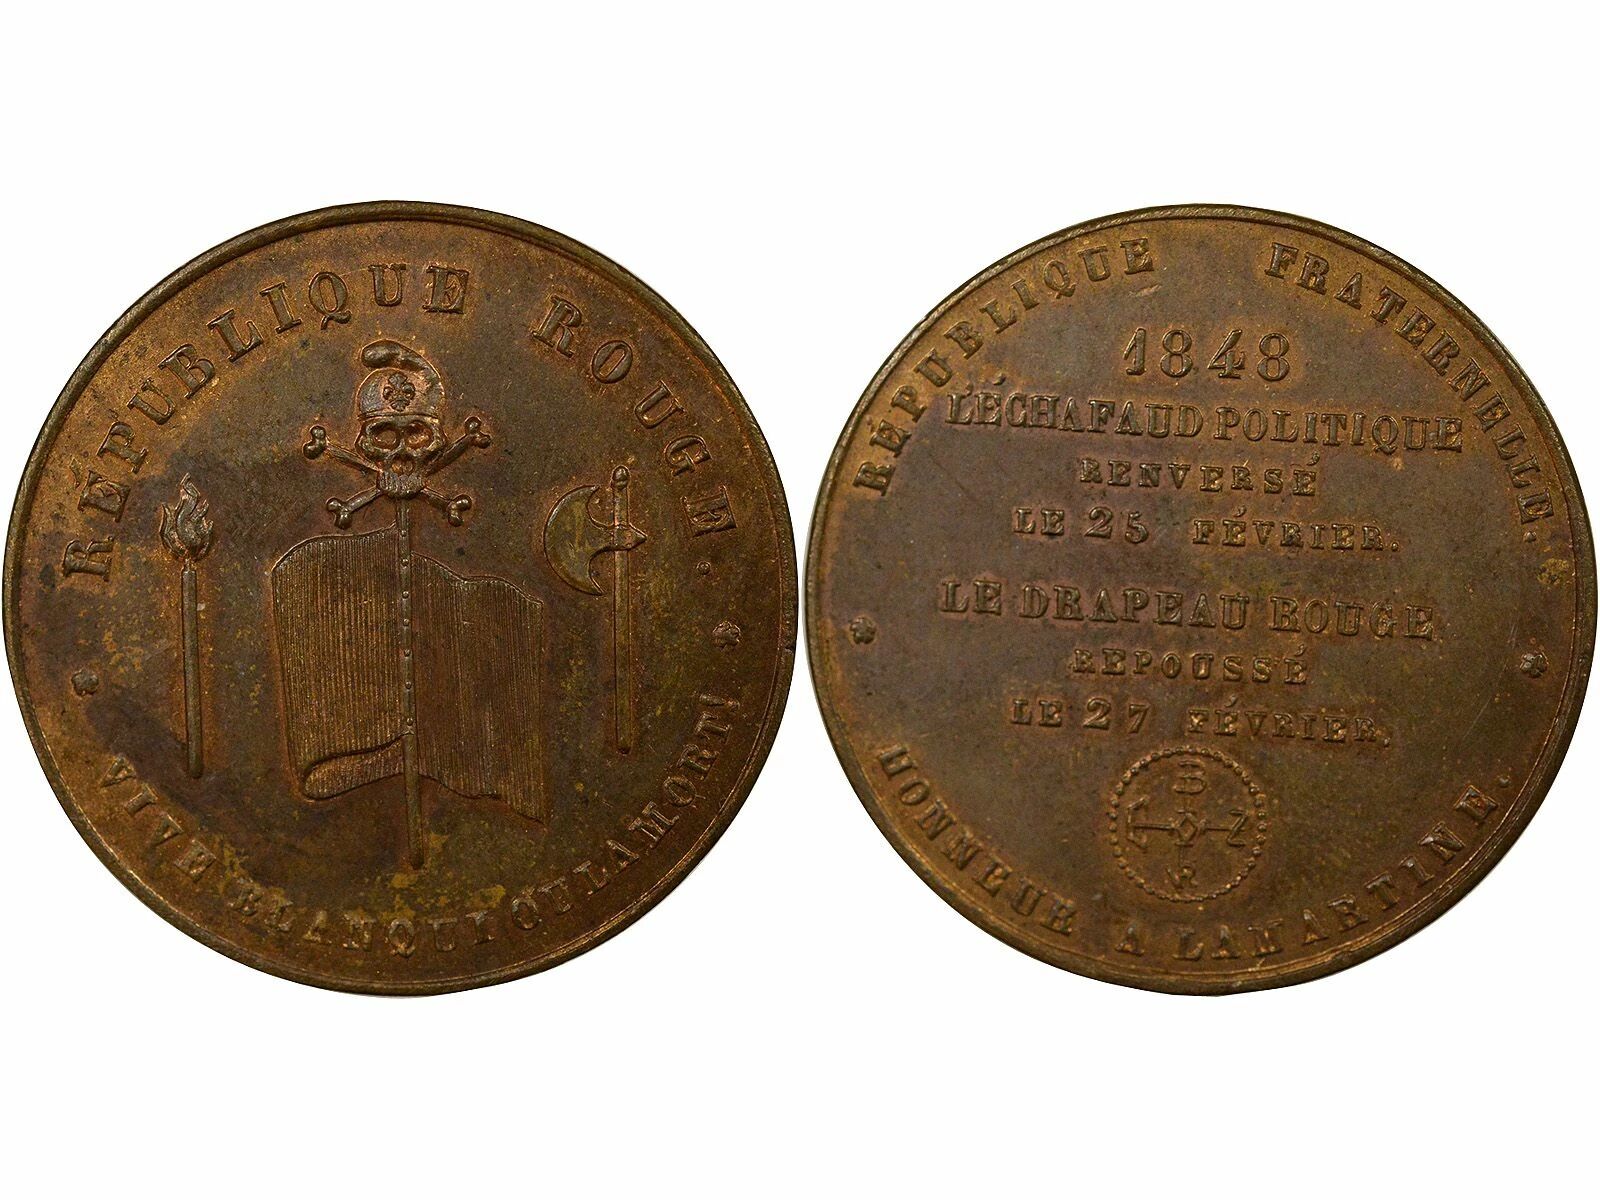 RÉPUBLIQUE ROUGE.
VIVE BLANQUI OU LA MORT!
RÉPUBLIQUE FRATERNELLE.
1848
L'ÉCHAFAUD POLITIQUE
RENVERSÉ
LE 25 FÉVRIER.
LE DRAPEAU ROUGE
REPOUSSÉ
LE 27 FÉVRIER.
HONNEUR A LAMARTINE.